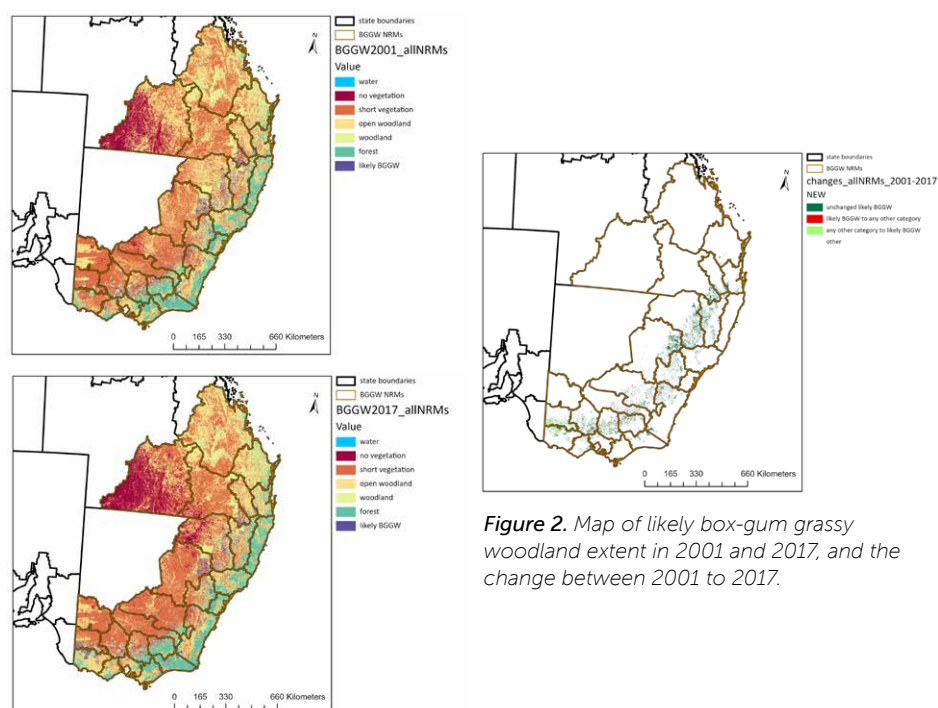 state boundaries
BGGW NRMs
BGGW2001_allNRMs
Value
water
no vegetation
short vegetation
open woodland
woodland
forest
likely BGGW
N
0 165 330 660 Kilometers
state boundaries
BGGW NRMs
BGGW2017_allNRMs
Value
water
no vegetation
short vegetation
open woodland
woodland
forest
likely BGGW
N
0 165 330 660 Kilometers
state boundaries
BGGW NRMs
changes_allNRMs_2001-2017
NEW
unchanged likely BGGW
likely BGGW to any other category
any other category to likely BGGW
other
N
0 165 330 660 Kilometers
Figure 2. Map of likely box-gum grassy
woodland extent in 2001 and 2017, and the
change between 2001 to 2017.